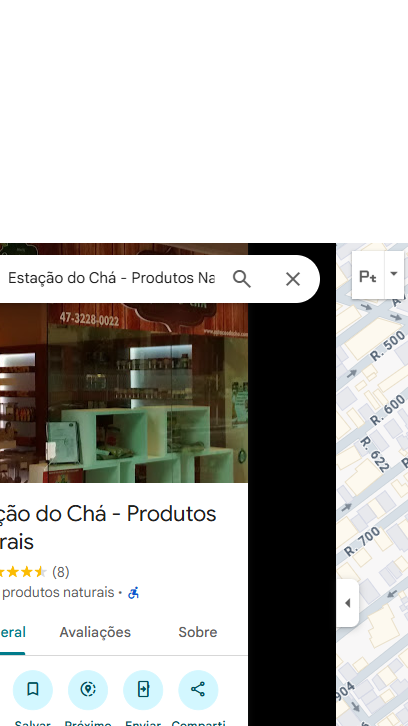 Estação do Chá - Produtos Na
Pt
47-3228-0022
R. 500
R. 600
R. 622
R. 700
904
ção do Chá - Produtos
rais
(8)
produtos naturais ·
eral Avaliações Sobre
Salvar Próximo Enviar Comparti